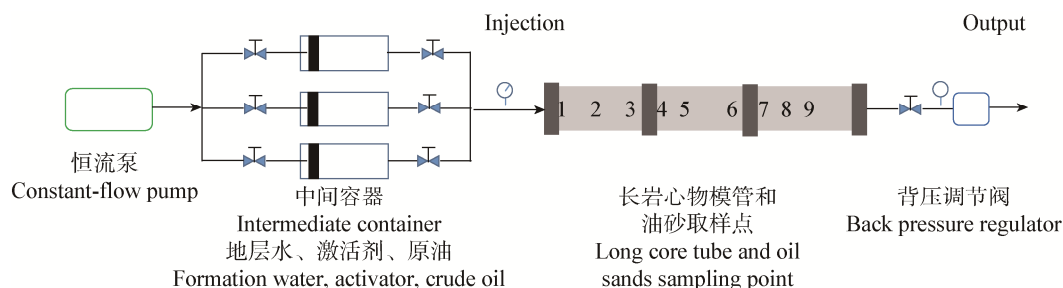 Injection
Output
1 2 3 4 5 6 7 8 9
恒流泵
Constant-flow pump
中间容器
Intermediate container
地层水、激活剂、原油
Formation water, activator, crude oil
长岩心物模管和
油砂取样点
Long core tube and oil
sands sampling point
背压调节阀
Back pressure regulator